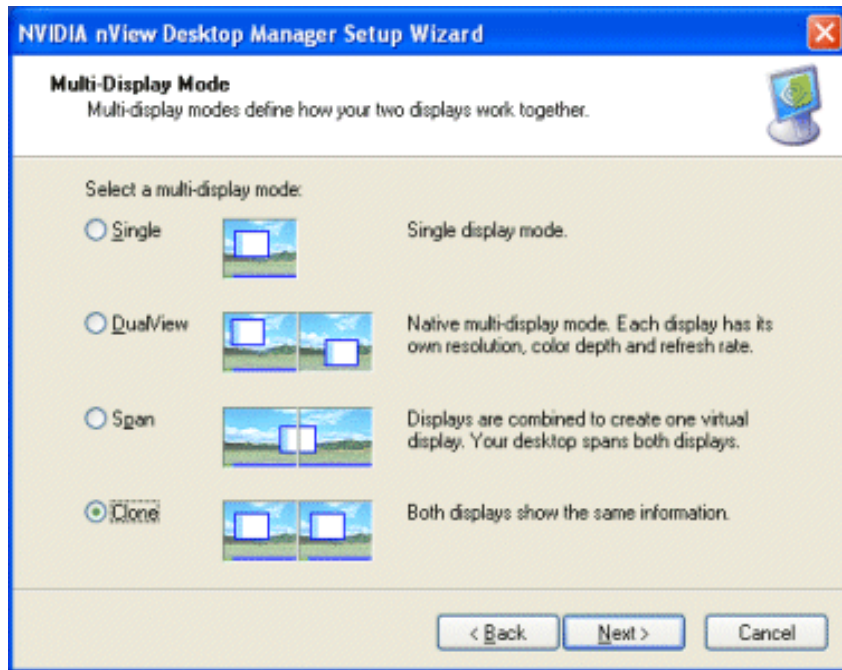 NVIDIA nView Desktop Manager Setup Wizard
Multi-Display Mode
Multi-display modes define how your two displays work together.
Select a multi-display mode:
Single
Single display mode.
DualView
Native multi-display mode. Each display has its
own resolution, color depth and refresh rate.
Span
Displays are combined to create one virtual
display. Your desktop spans both displays.
Clone
Both displays show the same information.
< Back
Next >
Cancel